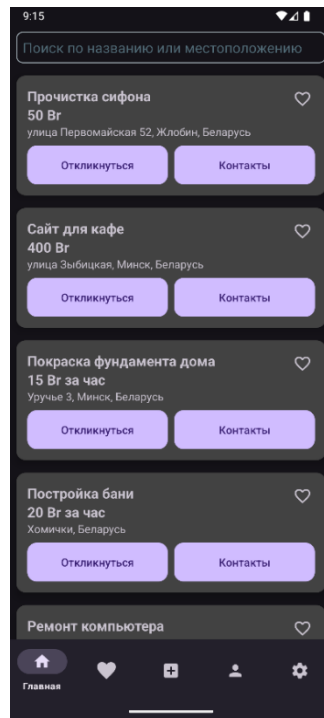 9:15
Поиск по названию или местоположению
Прочистка сифона
50 Br
улица Первомайская 52, Жлобин, Беларусь
Откликнуться
Контакты
Сайт для кафе
400 Br
улица Зыбицкая, Минск, Беларусь
Откликнуться
Контакты
Покраска фундамента дома
15 Br за час
Уручье 3, Минск, Беларусь
Откликнуться
Контакты
Постройка бани
20 Br за час
Хомички, Беларусь
Откликнуться
Контакты
Ремонт компьютера
Главная